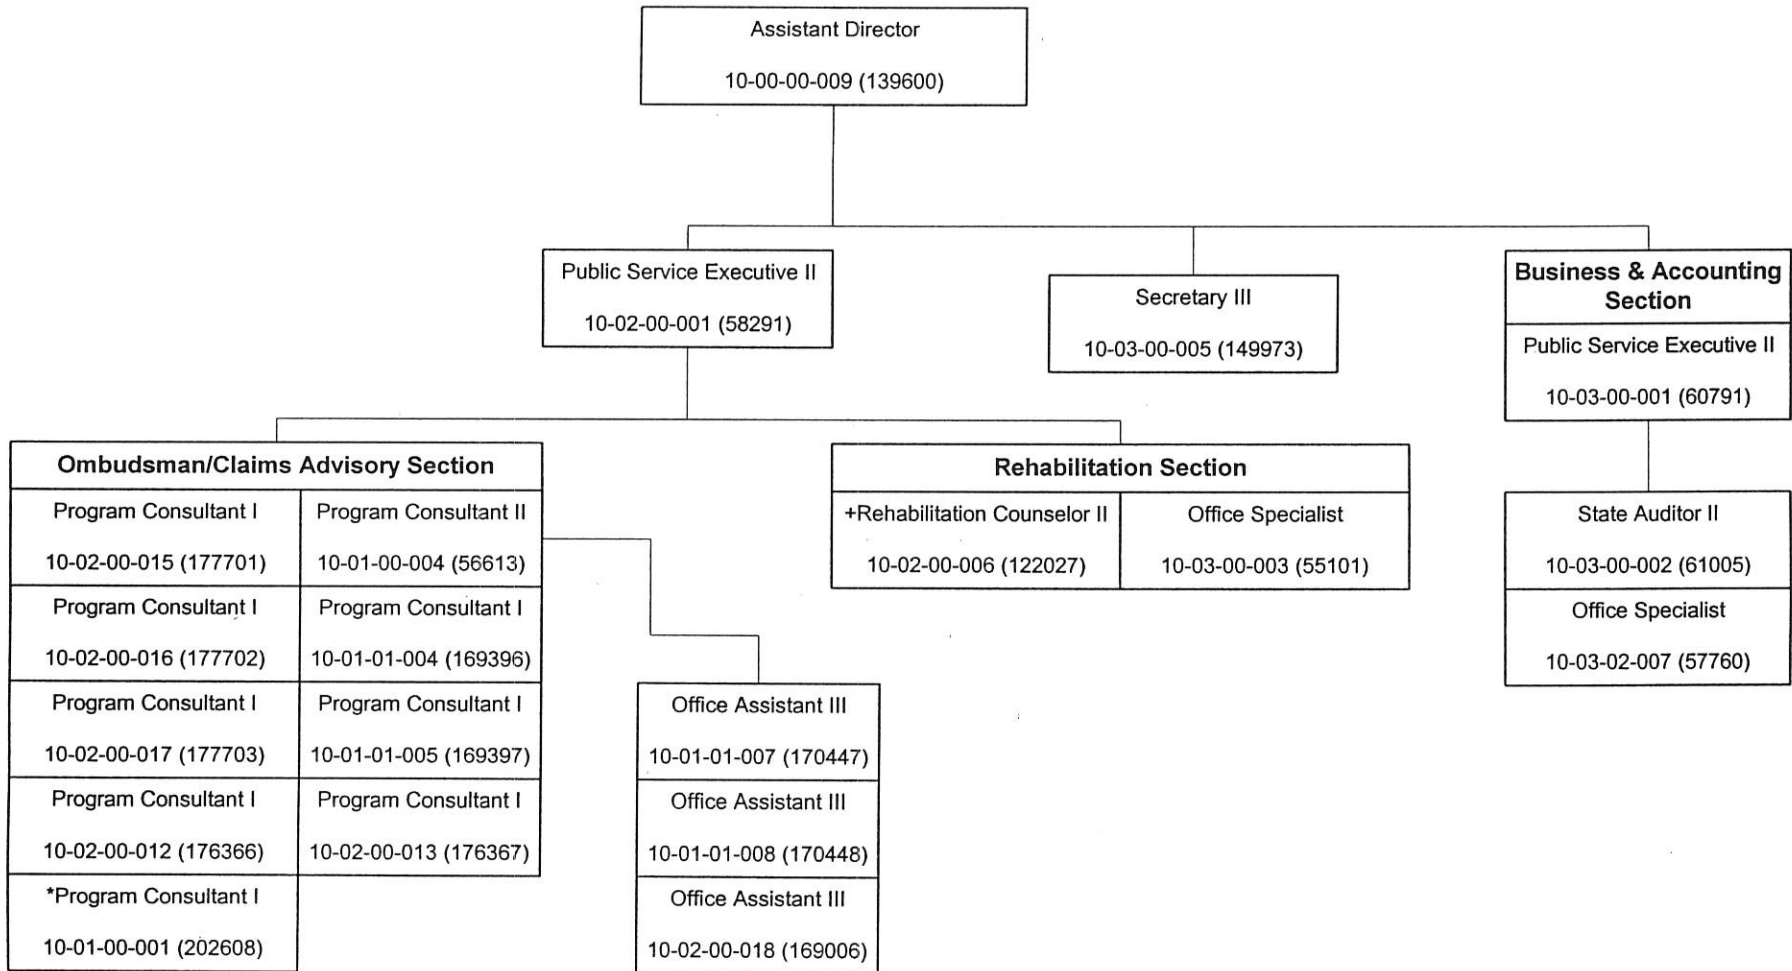 Assistant Director
10-00-00-009 (139600)
Public Service Executive II
10-02-00-001 (58291)
Secretary III
10-03-00-005 (149973)
Business & Accounting
Section
Public Service Executive II
10-03-00-001 (60791)
Ombudsman/Claims Advisory Section
Program Consultant I
10-02-00-015 (177701)
Program Consultant II
10-01-00-004 (56613)
Program Consultant I
10-02-00-016 (177702)
Program Consultant I
10-01-01-004 (169396)
Program Consultant I
10-02-00-017 (177703)
Program Consultant I
10-01-01-005 (169397)
Program Consultant I
10-02-00-012 (176366)
Program Consultant I
10-02-00-013 (176367)
*Program Consultant I
10-01-00-001 (202608)
Office Assistant III
10-01-01-007 (170447)
Office Assistant III
10-01-01-008 (170448)
Office Assistant III
10-02-00-018 (169006)
Rehabilitation Section
+Rehabilitation Counselor II
10-02-00-006 (122027)
Office Specialist
10-03-00-003 (55101)
State Auditor II
10-03-00-002 (61005)
Office Specialist
10-03-02-007 (57760)